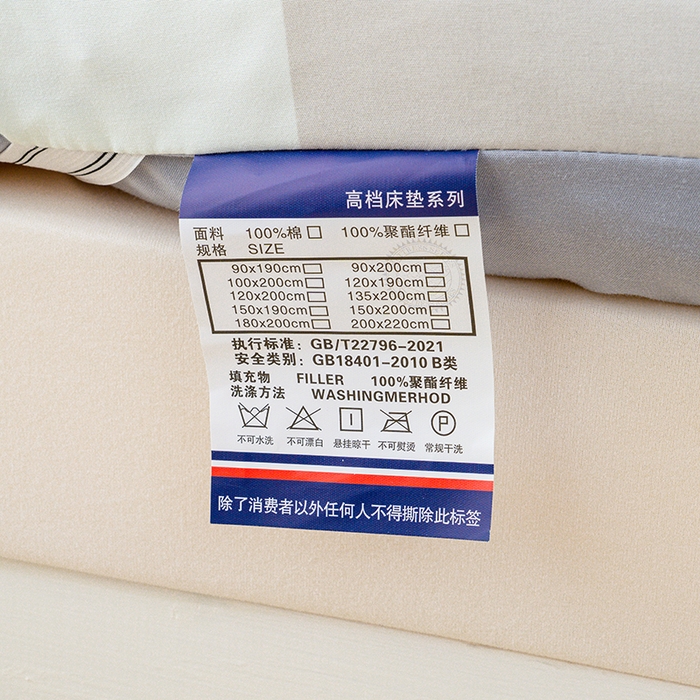 高档床垫系列
面料 100%棉□ 100%聚酯纤维□
规格 SIZE
90x190cm□ 90x200cm□
100x200cm□ 120x190cm□
120x200cm□ 135x200cm□
150x190cm□ 150x200cm□
180x200cm□ 200x220cm□
执行标准：GB/T22796-2021
安全类别：GB18401-2010 B类
填充物 FILLER 100%聚酯纤维
洗涤方法 WASHINGMERHOD
不可水洗 不可漂白 悬挂晾干 不可熨烫 常规干洗
除了消费者以外任何人不得撕除此标签